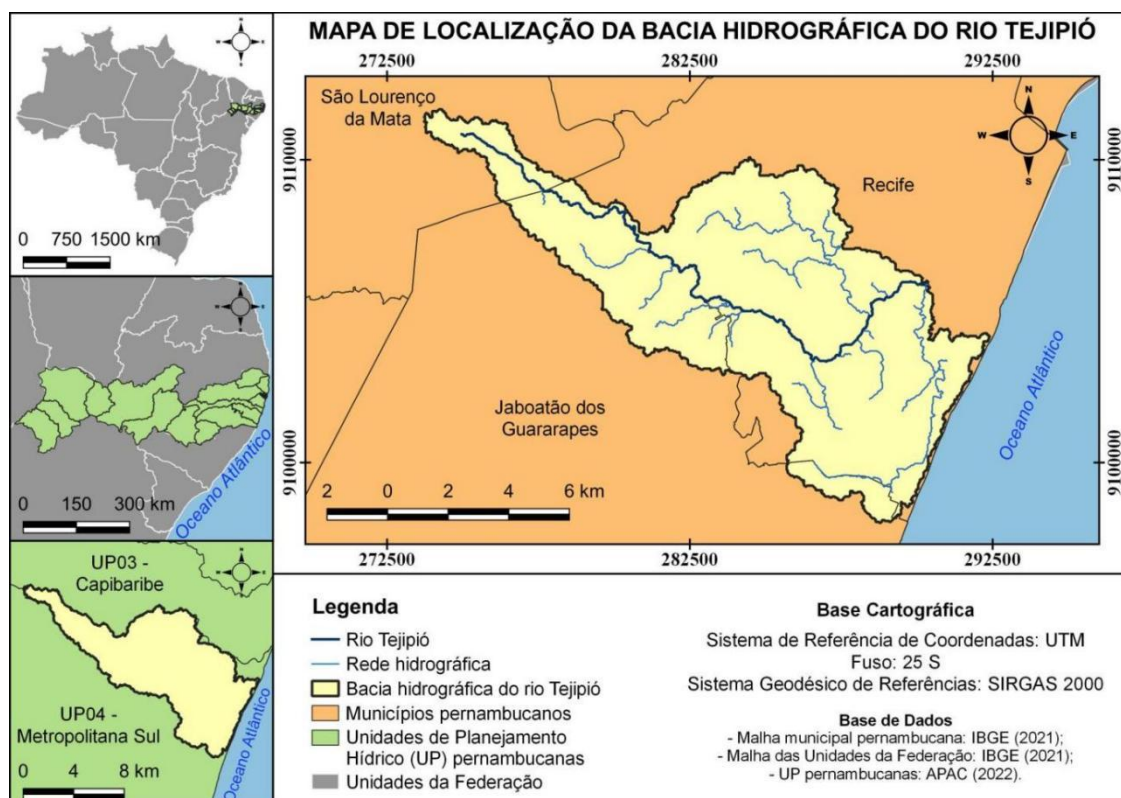 MAPA DE LOCALIZAÇÃO DA BACIA HIDROGRÁFICA DO RIO TEJIPIÓ
0 750 1500 km
Oceano Atlântico
0 150 300 km
UP03 -
Capibaribe
UP04 -
Metropolitana Sul
Oceano Atlântico
0 4 8 km
272500 282500 292500
São Lourenço
da Mata
Recife
N
W E
S
9110000
9110000
Jaboatão dos
Guararapes
Oceano Atlântico
9100000
9100000
2 0 2 4 6 km
272500 282500 292500
Legenda
Rio Tejipió
Rede hidrográfica
Bacia hidrográfica do rio Tejipió
Municípios pernambucanos
Unidades de Planejamento
Hídrico (UP) pernambucanas
Unidades da Federação
Base Cartográfica
Sistema de Referência de Coordenadas: UTM
Fuso: 25 S
Sistema Geodésico de Referências: SIRGAS 2000
Base de Dados
- Malha municipal pernambucana: IBGE (2021);
- Malha das Unidades da Federação: IBGE (2021);
- UP pernambucanas: APAC (2022).